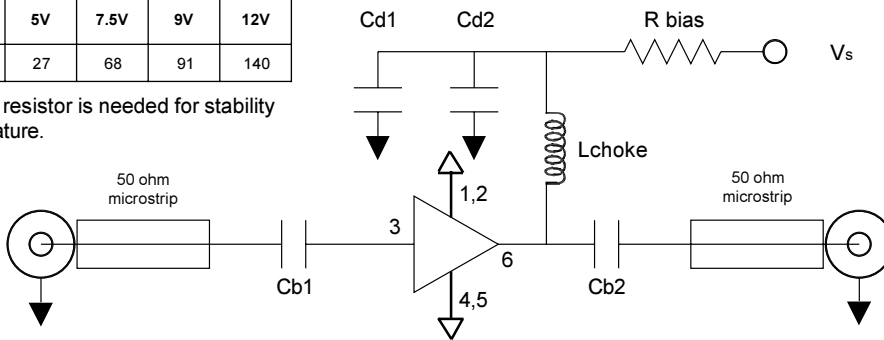 5V 7.5V 9V 12V
27 68 91 140
resistor is needed for stability
Cd1 Cd2 R bias
Vs
Lchoke
50 ohm
microstrip
50 ohm
microstrip
1,2
3
6
Cb1 Cb2
4,5